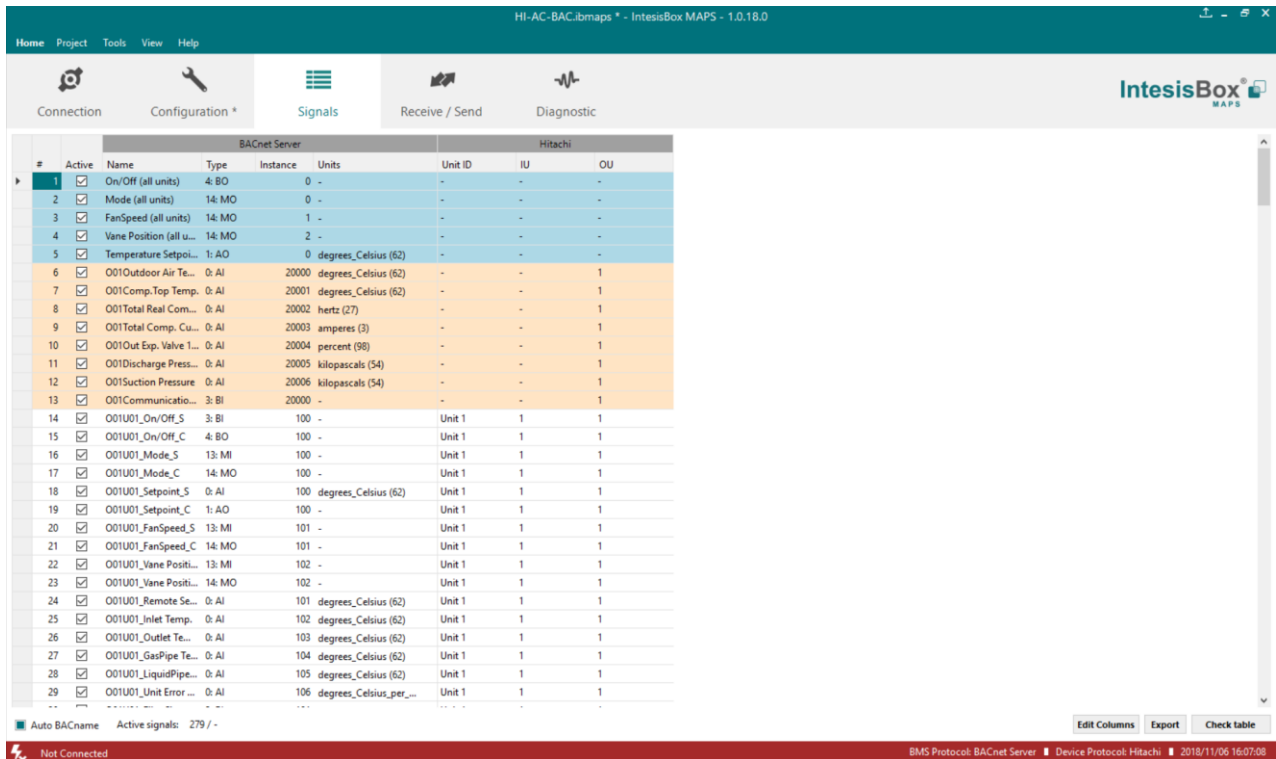 HI-AC-BAC.ibmaps * - IntesisBox MAPS - 1.0.18.0
Home Project Tools View Help
Connection Configuration * Signals Receive / Send Diagnostic
IntesisBox® MAPS
BACnet Server Hitachi
# Active Name Type Instance Units Unit ID IU OU
1 On/Off (all units) 4: BO 0 - - - -
2 Mode (all units) 14: MO 0 - - - -
3 FanSpeed (all units) 14: MO 1 - - - -
4 Vane Position (all u... 14: MO 2 - - - -
5 Temperature Setpoi... 1: AO 0 degrees_Celsius (62) - - -
6 O01Outdoor Air Te... 0: AI 20000 degrees_Celsius (62) - - 1
7 O01Comp.Top Temp. 0: AI 20001 degrees_Celsius (62) - - 1
8 O01Total Real Com... 0: AI 20002 hertz (27) - - 1
9 O01Total Comp. Cu... 0: AI 20003 amperes (3) - - 1
10 O01Out Exp. Valve 1... 0: AI 20004 percent (98) - - 1
11 O01Discharge Press... 0: AI 20005 kilopascals (54) - - 1
12 O01Suction Pressure 0: AI 20006 kilopascals (54) - - 1
13 O01Communicatio... 3: BI 20000 - - - 1
14 O01U01_On/Off_S 3: BI 100 - Unit 1 1 1
15 O01U01_On/Off_C 4: BO 100 - Unit 1 1 1
16 O01U01_Mode_S 13: MI 100 - Unit 1 1 1
17 O01U01_Mode_C 14: MO 100 - Unit 1 1 1
18 O01U01_Setpoint_S 0: AI 100 degrees_Celsius (62) Unit 1 1 1
19 O01U01_Setpoint_C 1: AO 100 - Unit 1 1 1
20 O01U01_FanSpeed_S 13: MI 101 - Unit 1 1 1
21 O01U01_FanSpeed_C 14: MO 101 - Unit 1 1 1
22 O01U01_Vane Positi... 13: MI 102 - Unit 1 1 1
23 O01U01_Vane Positi... 14: MO 102 - Unit 1 1 1
24 O01U01_Remote Se... 0: AI 101 degrees_Celsius (62) Unit 1 1 1
25 O01U01_Inlet Temp. 0: AI 102 degrees_Celsius (62) Unit 1 1 1
26 O01U01_Outlet Te... 0: AI 103 degrees_Celsius (62) Unit 1 1 1
27 O01U01_GasPipe Te... 0: AI 104 degrees_Celsius (62) Unit 1 1 1
28 O01U01_LiquidPipe... 0: AI 105 degrees_Celsius (62) Unit 1 1 1
29 O01U01_Unit Error ... 0: AI 106 degrees_Celsius_per_... Unit 1 1 1
Auto BACname Active signals: 279 / - Edit Columns Export Check table
Not Connected BMS Protocol: BACnet Server Device Protocol: Hitachi 2018/11/06 16:07:08